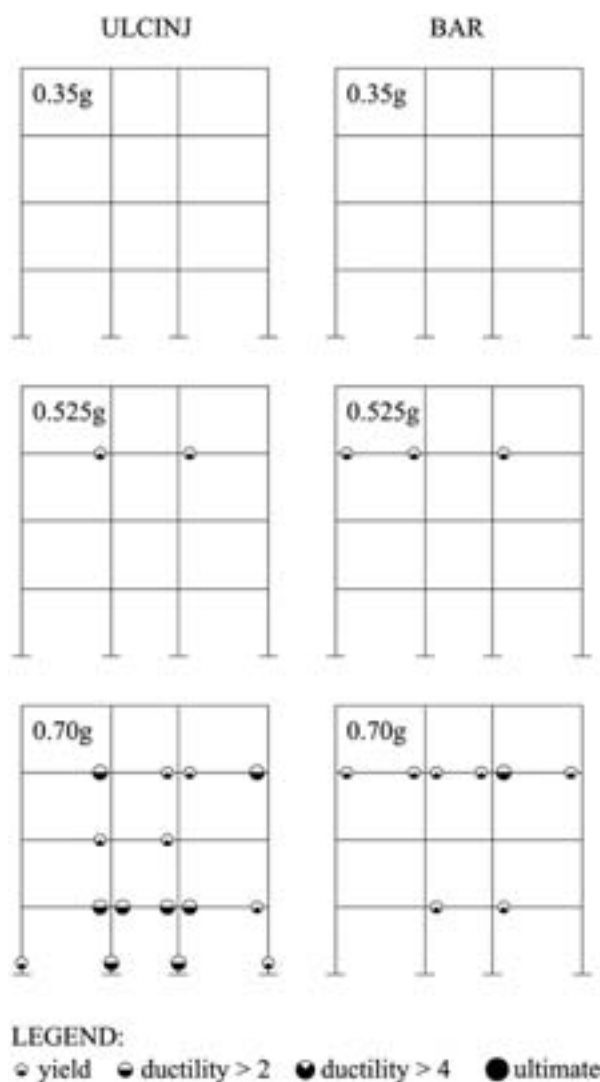 ULCINJ BAR
0.35g 0.35g
0.525g 0.525g
0.70g 0.70g
LEGEND:
yield ductility > 2 ductility > 4 ultimate